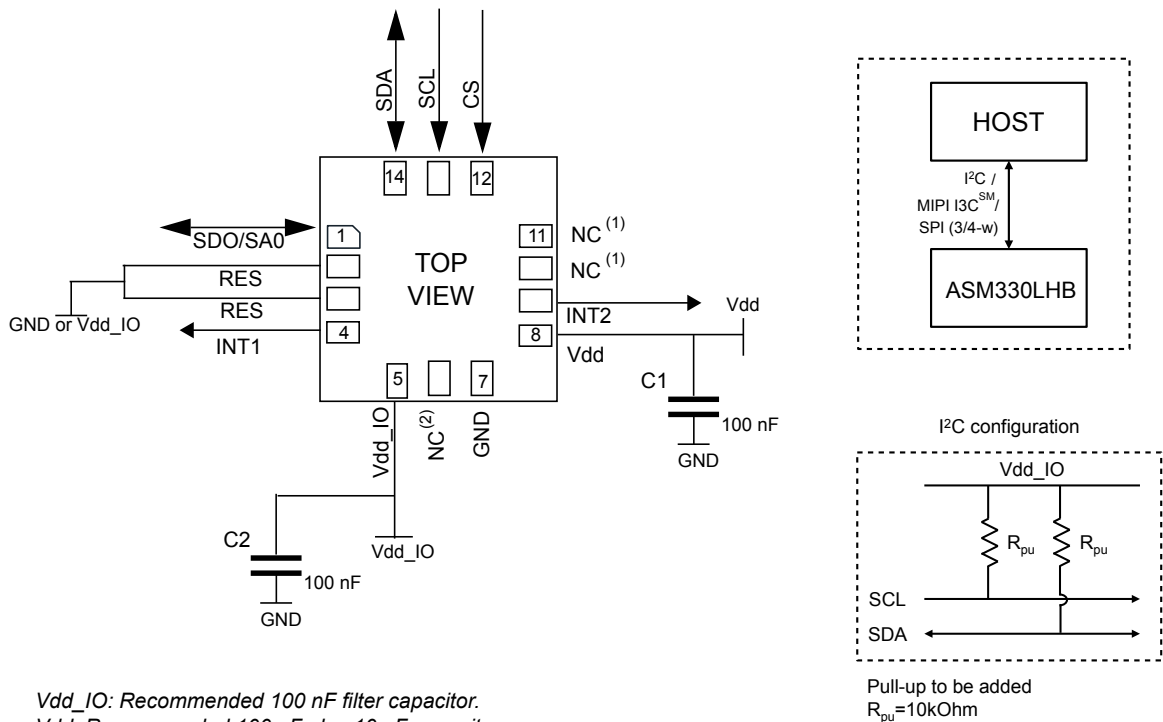 SDA
SCL
CS
14
12
SDO/SA0
1
RES
RES
GND or Vdd_IO
INT1
4
TOP
VIEW
11
NC (1)
NC (1)
INT2
8
Vdd
Vdd
C1
100 nF
GND
5
7
Vdd_IO
NC(2)
GND
C2
100 nF
GND
Vdd_IO
HOST
I2C /
MIPI I3CSM/
SPI (3/4-w)
ASM330LHB
I2C configuration
Vdd_IO
Rpu
Rpu
SCL
SDA
Pull-up to be added
Rpu=10kOhm
Vdd_IO: Recommended 100 nF filter capacitor.